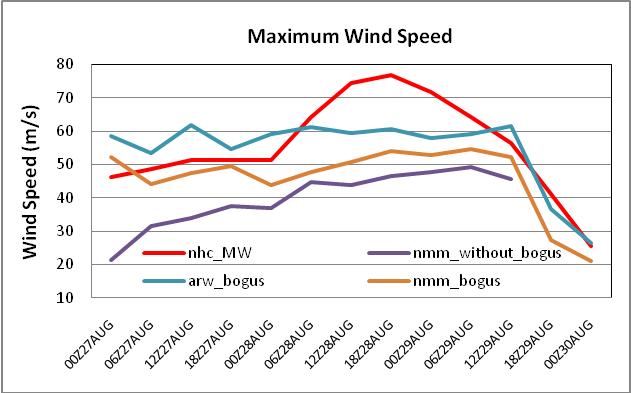 Maximum Wind Speed
Wind Speed (m/s)
80
70
60
50
40
30
20
10
nhc_MW
nmm_without_bogus
arw_bogus
nmm_bogus
00Z27AUG
06Z27AUG
12Z27AUG
18Z27AUG
00Z28AUG
06Z28AUG
12Z28AUG
18Z28AUG
00Z29AUG
06Z29AUG
12Z29AUG
18Z29AUG
00Z30AUG